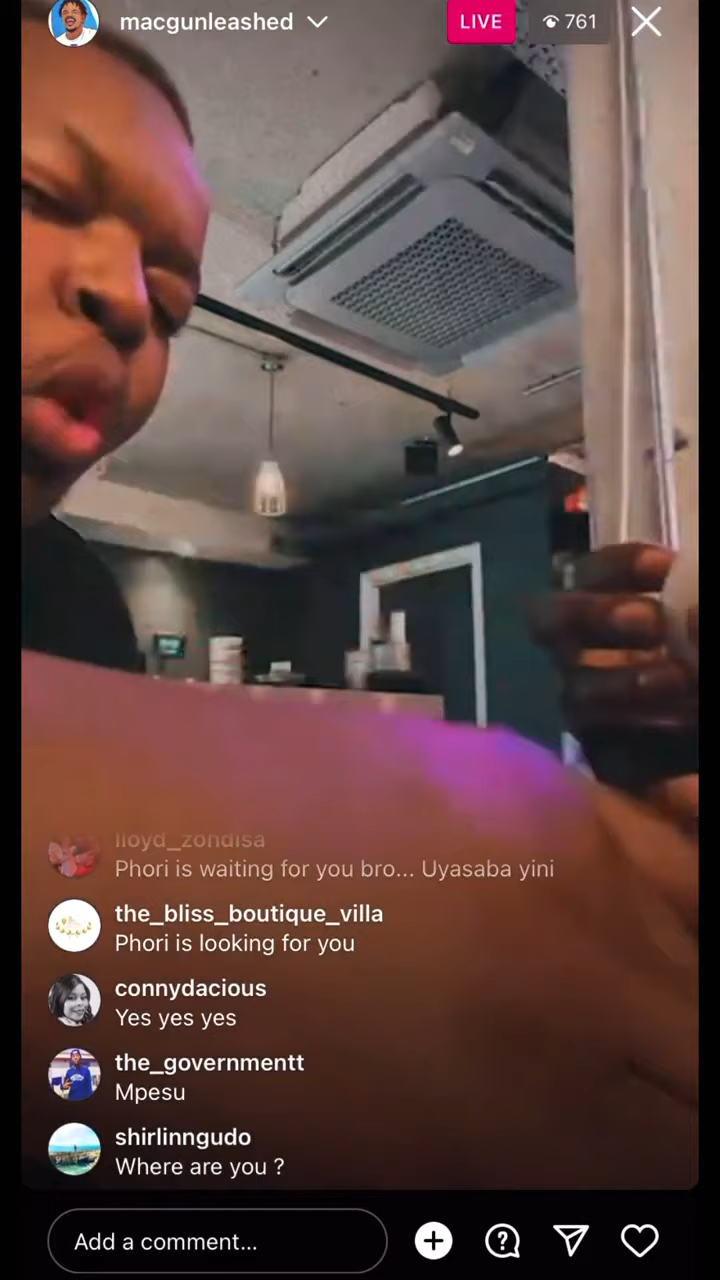 macgunleashed
LIVE
761
lloyd_zondisa
Phori is waiting for you bro... Uyasaba yini
the_bliss_boutique_villa
Phori is looking for you
connydacious
Yes yes yes
the_governmentt
Mpesu
shirlinngudo
Where are you ?
Add a comment...